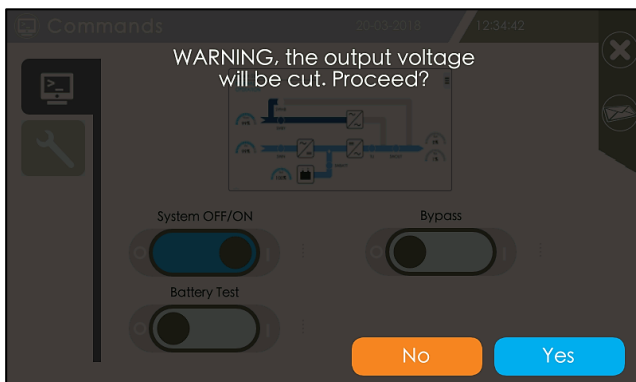 Commands
20-03-2018
12:34:42
WARNING, the output voltage
will be cut. Proceed?
System OFF/ON
Bypass
Battery Test
No
Yes